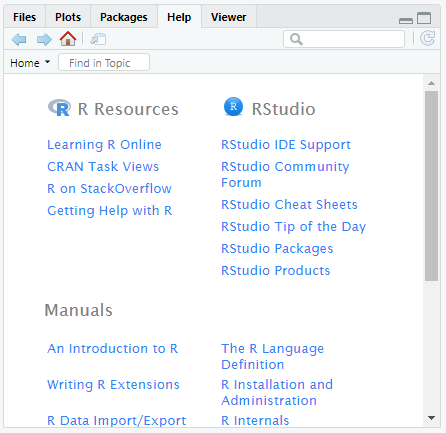 Files Plots Packages Help Viewer
Home Find in Topic
R R Resources
Learning R Online
CRAN Task Views
R on StackOverflow
Getting Help with R
R RStudio
RStudio IDE Support
RStudio Community
Forum
RStudio Cheat Sheets
RStudio Tip of the Day
RStudio Packages
RStudio Products
Manuals
An Introduction to R
The R Language
Definition
Writing R Extensions
R Installation and
Administration
R Data Import/Export
R Internals